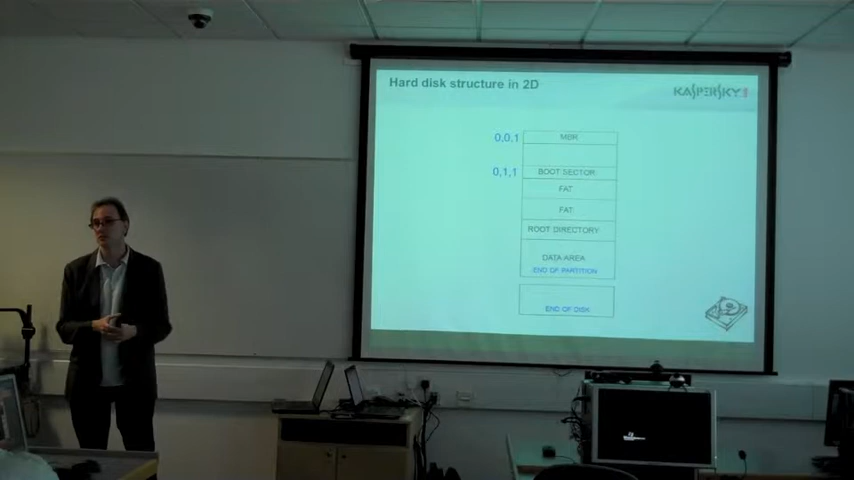 Hard disk structure in 2D
KASPERSKY
0,0,1
MBR
0,1,1
BOOT SECTOR
FAT
FAT
ROOT DIRECTORY
DATA AREA
END OF PARTITION
END OF DISK